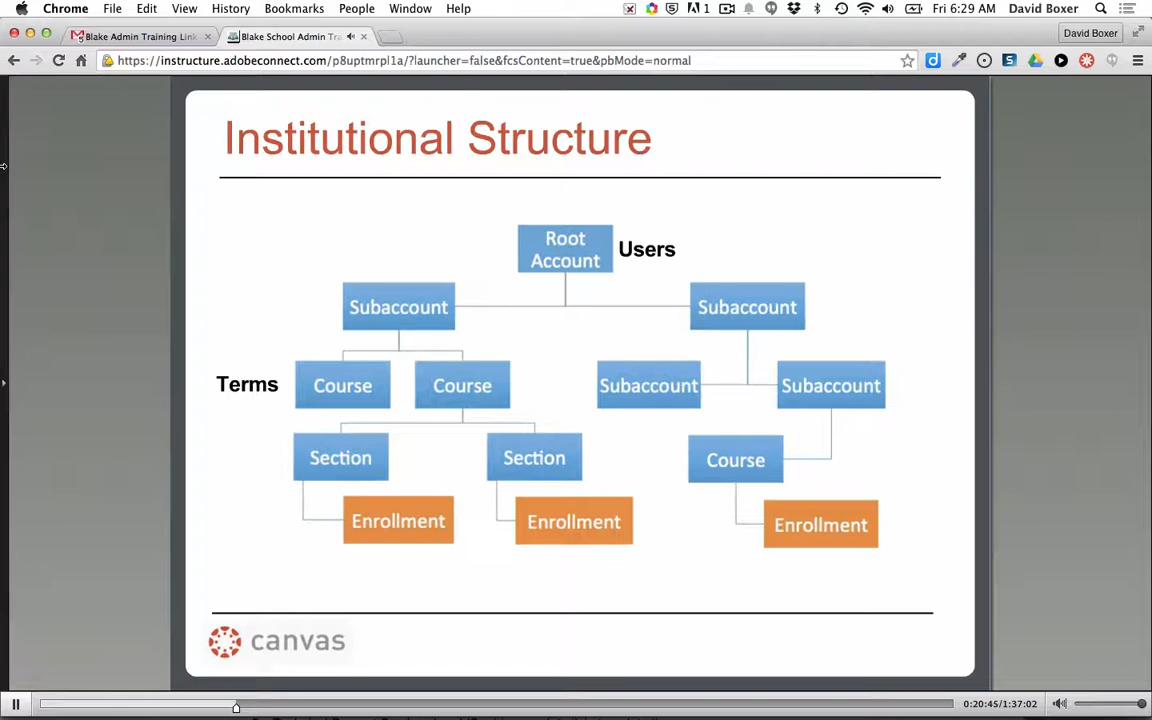 Chrome File Edit View History Bookmarks People Window Help
Fri 6:29 AM David Boxer
Blake Admin Training Link
Blake School Admin Tra
David Boxer
https://instructure.adobeconnect.com/p8uptmrpl1a/?launcher=false&fcsContent=true&pbMode=normal
Institutional Structure
Root
Account
Users
Subaccount
Subaccount
Terms
Course
Course
Subaccount
Subaccount
Section
Section
Course
Enrollment
Enrollment
Enrollment
canvas
0:20:45/1:37:02